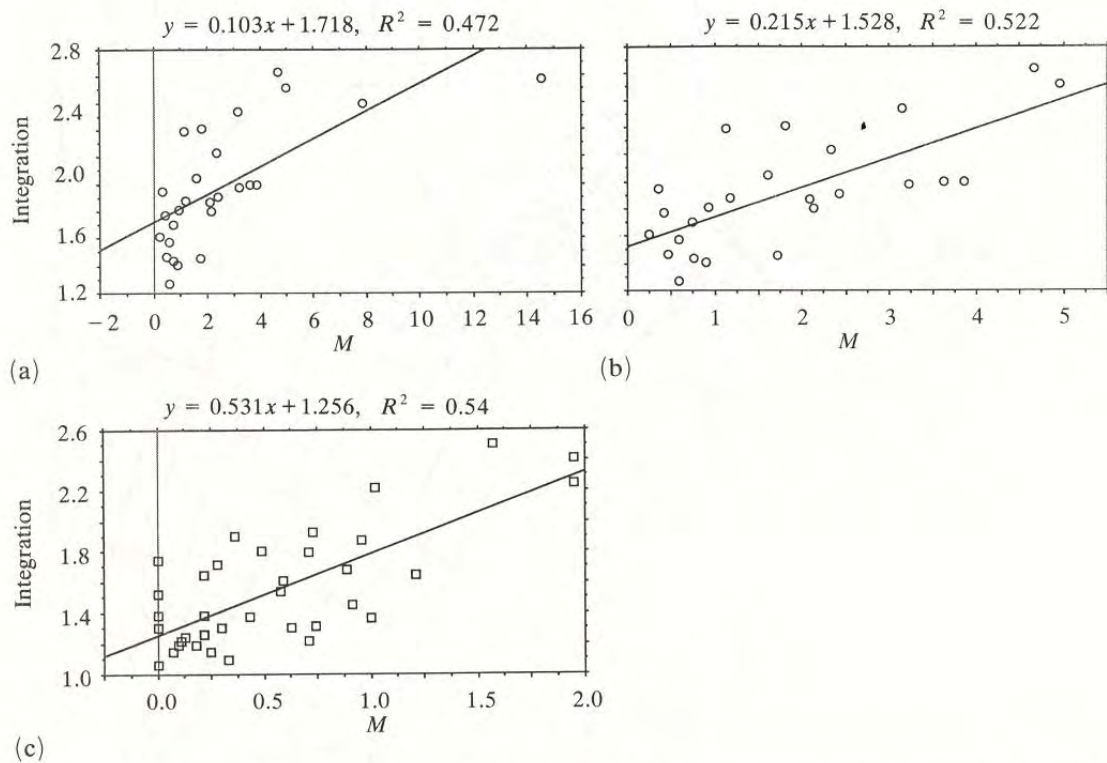 y = 0.103x+1.718, R² = 0.472
2.8
2.4
2.0
1.6
1.2
Integration
−2 0 2 4 6 8 10 12 14 16
M
(a)
y = 0.215x+1.528, R² = 0.522
0 1 2 3 4 5
M
(b)
y = 0.531x+1.256, R² = 0.54
2.6
2.2
1.8
1.4
1.0
Integration
0.0 0.5 1.0 1.5 2.0
M
(c)